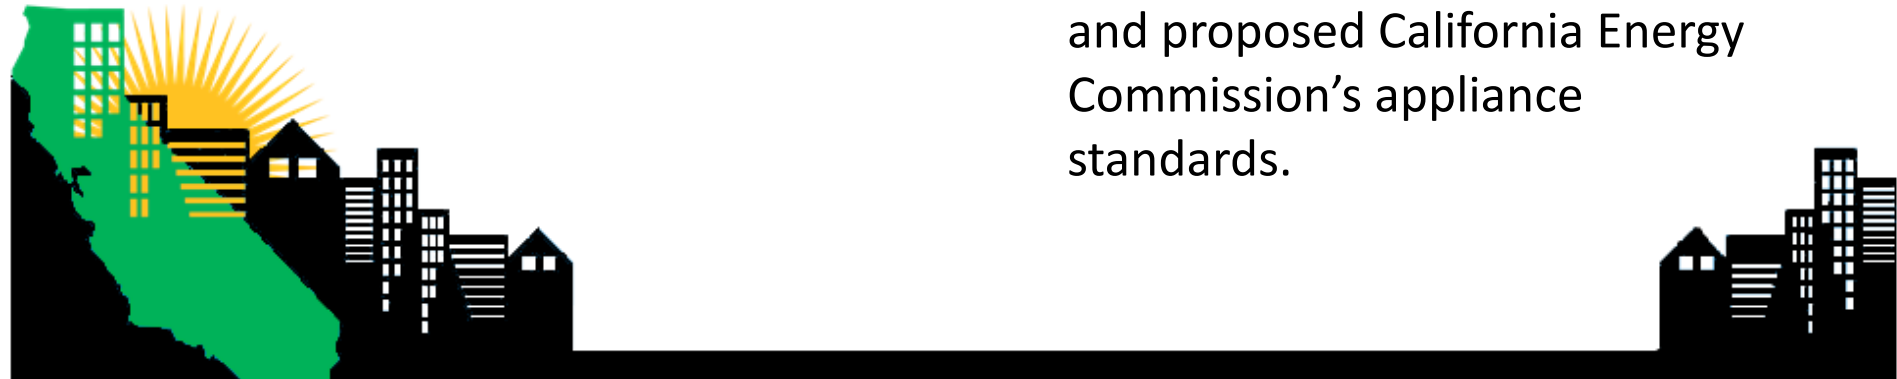 and proposed California Energy
Commission’s appliance
standards.